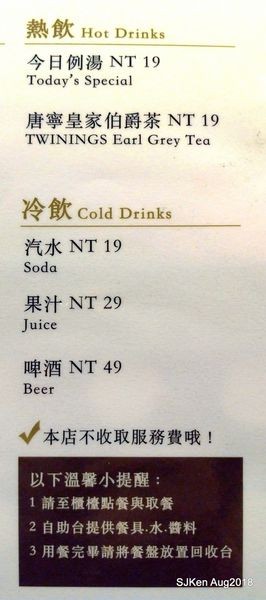 熱飲 Hot Drinks
今日例湯 NT 19
Today's Special
唐寧皇家伯爵茶 NT 19
TWININGS Earl Grey Tea
冷飲 Cold Drinks
汽水 NT 19
Soda
果汁 NT 29
Juice
啤酒 NT 49
Beer
本店不收取服務費哦！
以下溫馨小提醒：
1 請至櫃檯點餐與取餐
2 自助台提供餐具.水.醬料
3 用餐完畢請將餐盤放置回收台
SJKen Aug2018